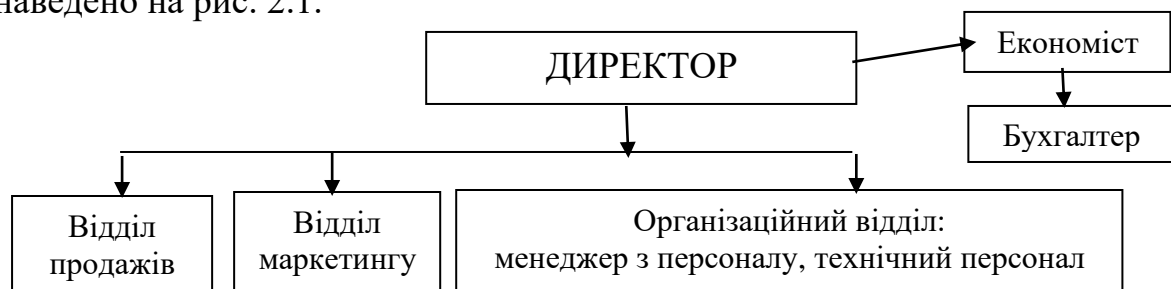 наведено на рис. 2.1.
ДИРЕКТОР
Економіст
Бухгалтер
Відділ
продажів
Відділ
маркетингу
Організаційний відділ:
менеджер з персоналу, технічний персонал